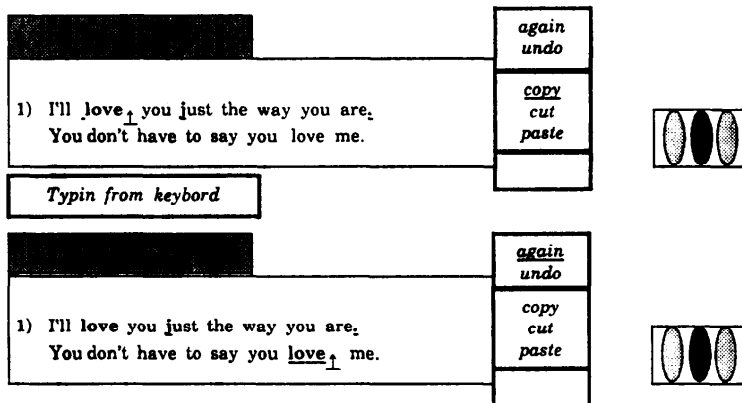 again
undo
1) I'll love you just the way you are.
You don't have to say you love me.
copy
cut
paste
Typin from keybord
again
undo
1) I'll love you just the way you are.
You don't have to say you love me.
copy
cut
paste